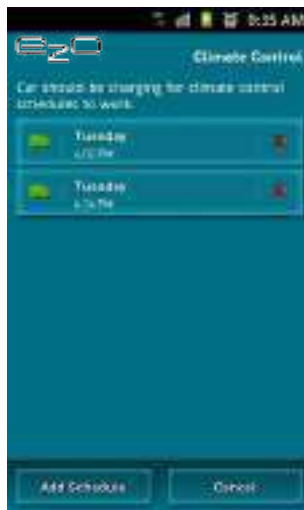 9:35 AM
e2o
Climate Control
Car should be charging for climate control
schedules to work.
Tuesday
Tuesday
Add Schedule
Cancel